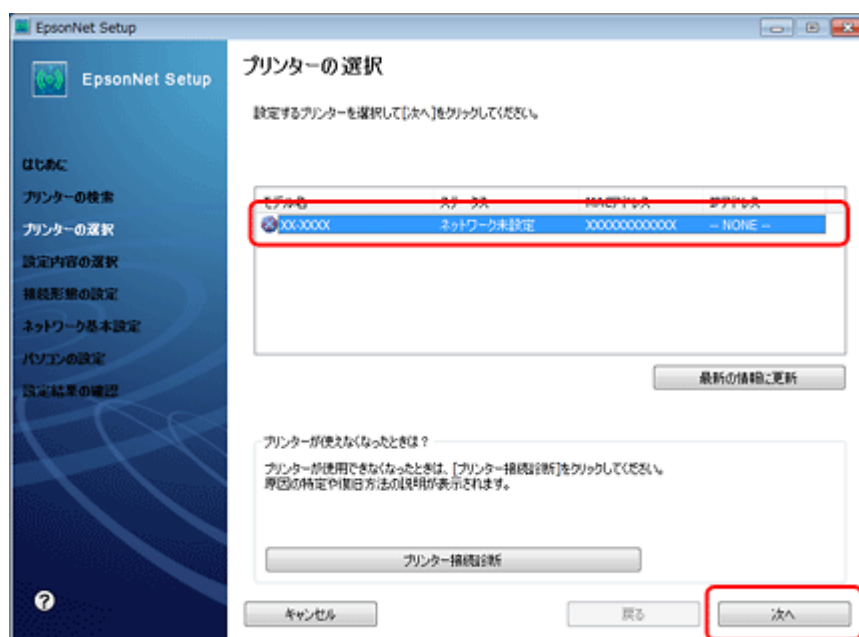 EpsonNet Setup
EpsonNet Setup
はじめに
プリンターの検索
プリンターの選択
設定内容の選択
接続形態の設定
ネットワーク基本設定
パソコンの設定
設定結果の確認
プリンターの選択
設定するプリンターを選択して[次へ]をクリックしてください。
モデル名 ステータス MACアドレス IPアドレス
XX-XXXX ネットワーク未設定 XXXXXXXXXXXX -- NONE --
最新の情報に更新
プリンターが使えなくなったときは?
プリンターが使用できなくなったときは、[プリンター接続診断]をクリックしてください。
原因の特定や復旧方法の説明が表示されます。
プリンター接続診断
キャンセル 戻る 次へ